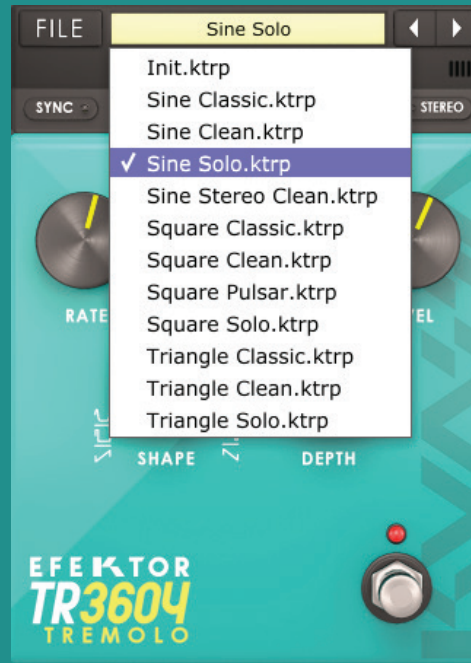 FILE Sine Solo
Init.ktrp
SYNC Sine Classic.ktrp STEREO
Sine Clean.ktrp
✓ Sine Solo.ktrp
Sine Stereo Clean.ktrp
Square Classic.ktrp
Square Clean.ktrp
Square Pulsar.ktrp
RATE EL
Square Solo.ktrp
Triangle Classic.ktrp
Triangle Clean.ktrp
Triangle Solo.ktrp
SHAPE DEPTH
EFEKTOR
TR3604
TREMOLO